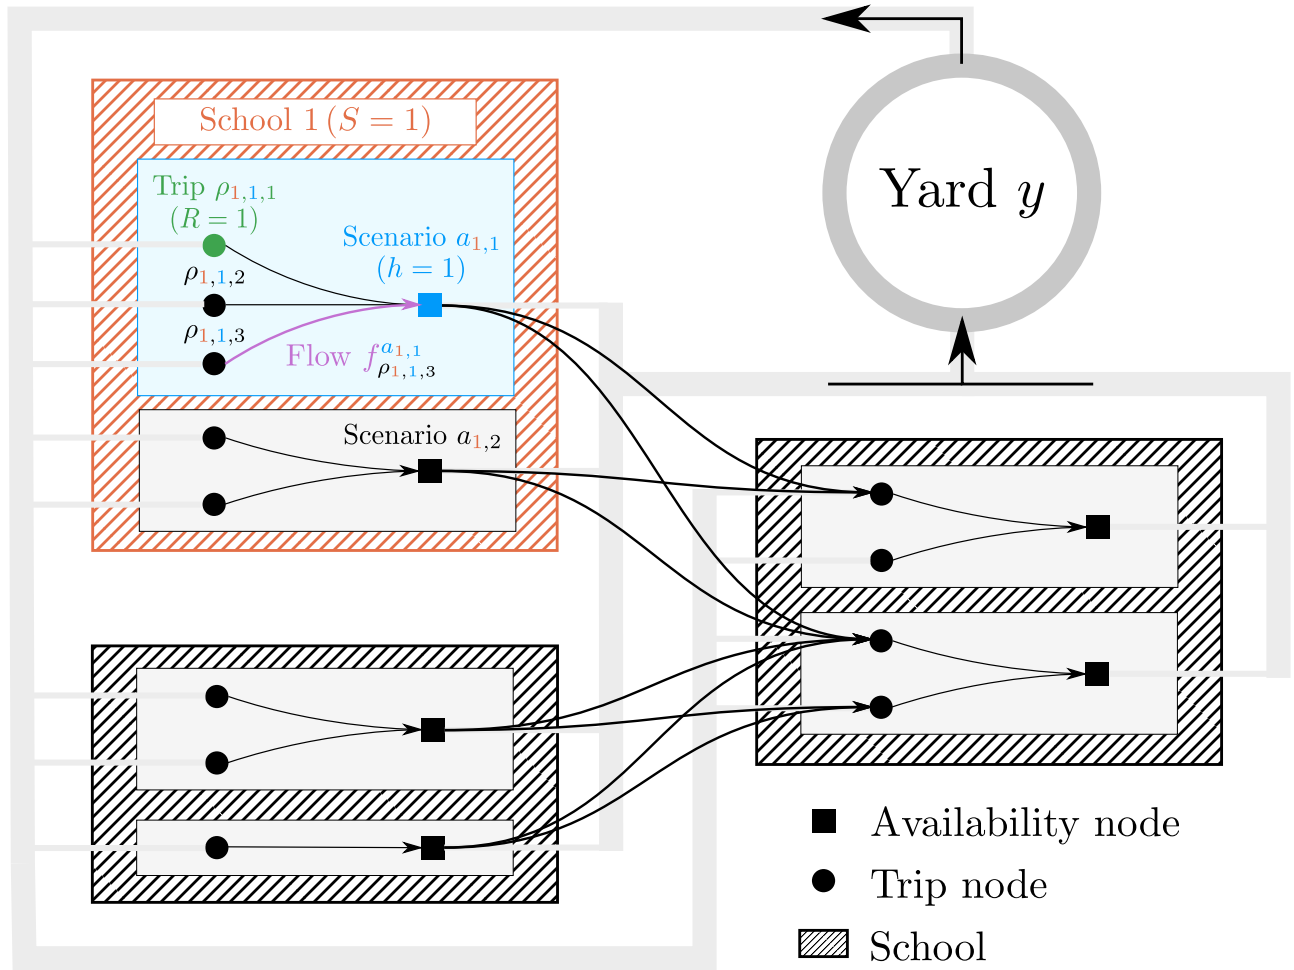 School 1 (S = 1)
Trip ρ1,1,1
(R = 1)
Scenario a1,1
(h = 1)
ρ1,1,2
ρ1,1,3
Flow f^{a1,1}_{ρ1,1,3}
Scenario a1,2
Yard y
Availability node
Trip node
School